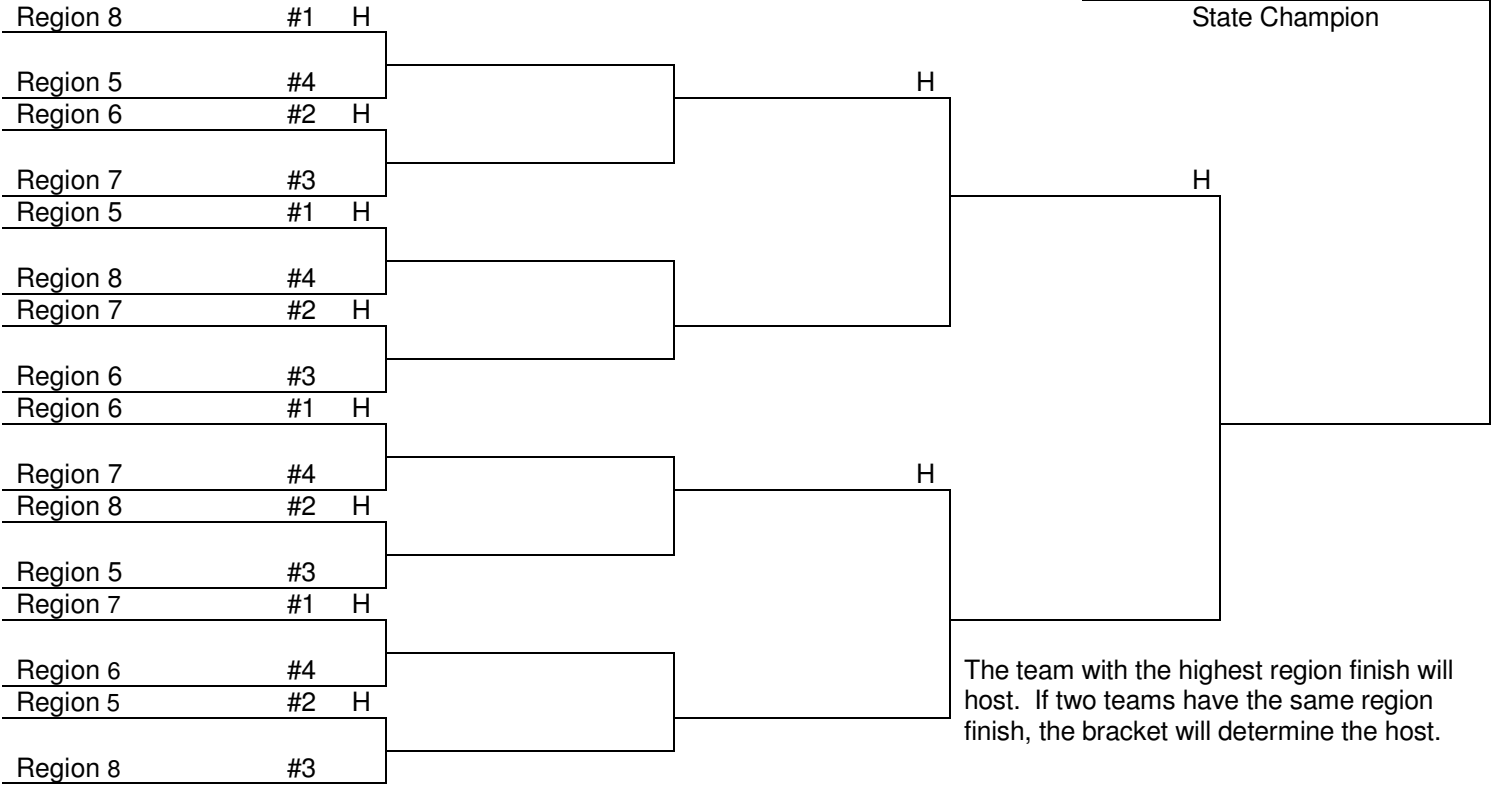 Region 8 #1 H
State Champion
Region 5 #4
H
Region 6 #2 H
Region 7 #3
H
Region 5 #1 H
Region 8 #4
Region 7 #2 H
Region 6 #3
Region 6 #1 H
Region 7 #4
H
Region 8 #2 H
Region 5 #3
Region 7 #1 H
Region 6 #4
Region 5 #2 H
Region 8 #3
The team with the highest region finish will
host. If two teams have the same region
finish, the bracket will determine the host.